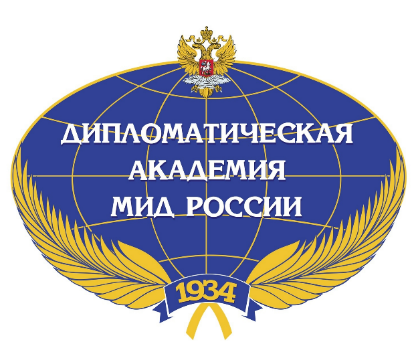 ДИПЛОМАТИЧЕСКАЯ
АКАДЕМИЯ
МИД РОССИИ
1934